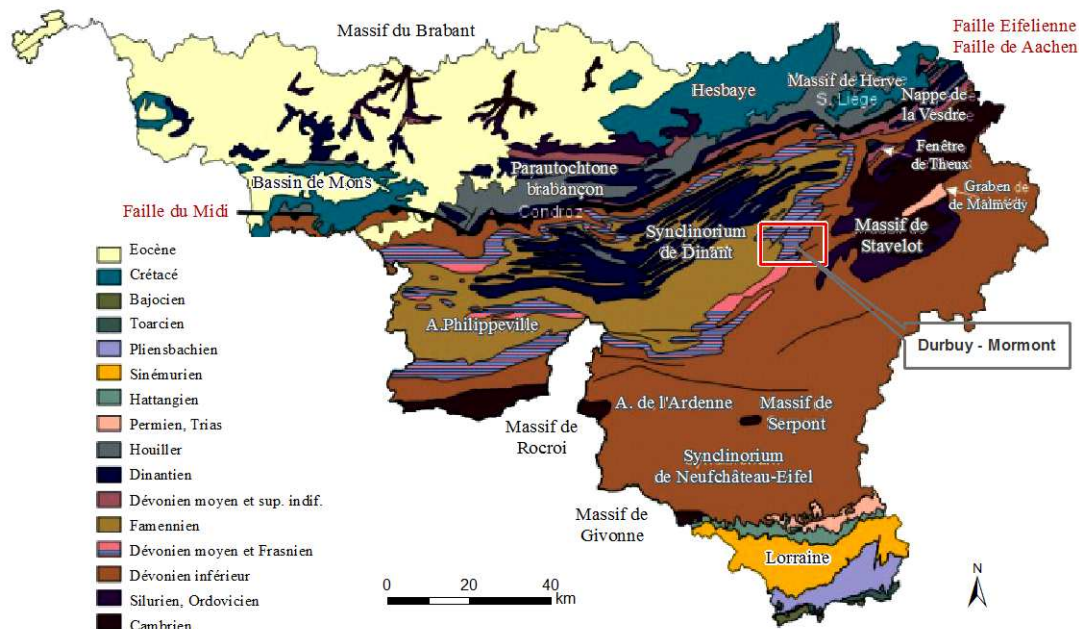 Massif du Brabant
Faille Eifelienne
Faille de Aachen
Hesbaye
Massif de Herve
S. Liège
Nappe de
la Vesdre
Fenêtre
de Theux
Parautochtone
brabançon
Bassin de Mons
Condroz
Graben de
de Malmédy
Faille du Midi
Synclinorium
de Dinant
Massif de
Stavelot
A.Philippeville
Durbuy - Mormont
A. de l'Ardenne
Massif de
Serpont
Massif de
Rocroi
Synclinorium
de Neufchâteau-Eifel
Massif de
Givonne
Lorraine
Eocène
Crétacé
Bajocien
Toarcien
Pliensbachien
Sinémurien
Hattangien
Permien, Trias
Houiller
Dinantien
Dévonien moyen et sup. indif.
Famennien
Dévonien moyen et Frasnien
Dévonien inférieur
Silurien, Ordovicien
Cambrien
0 20 40
km
N